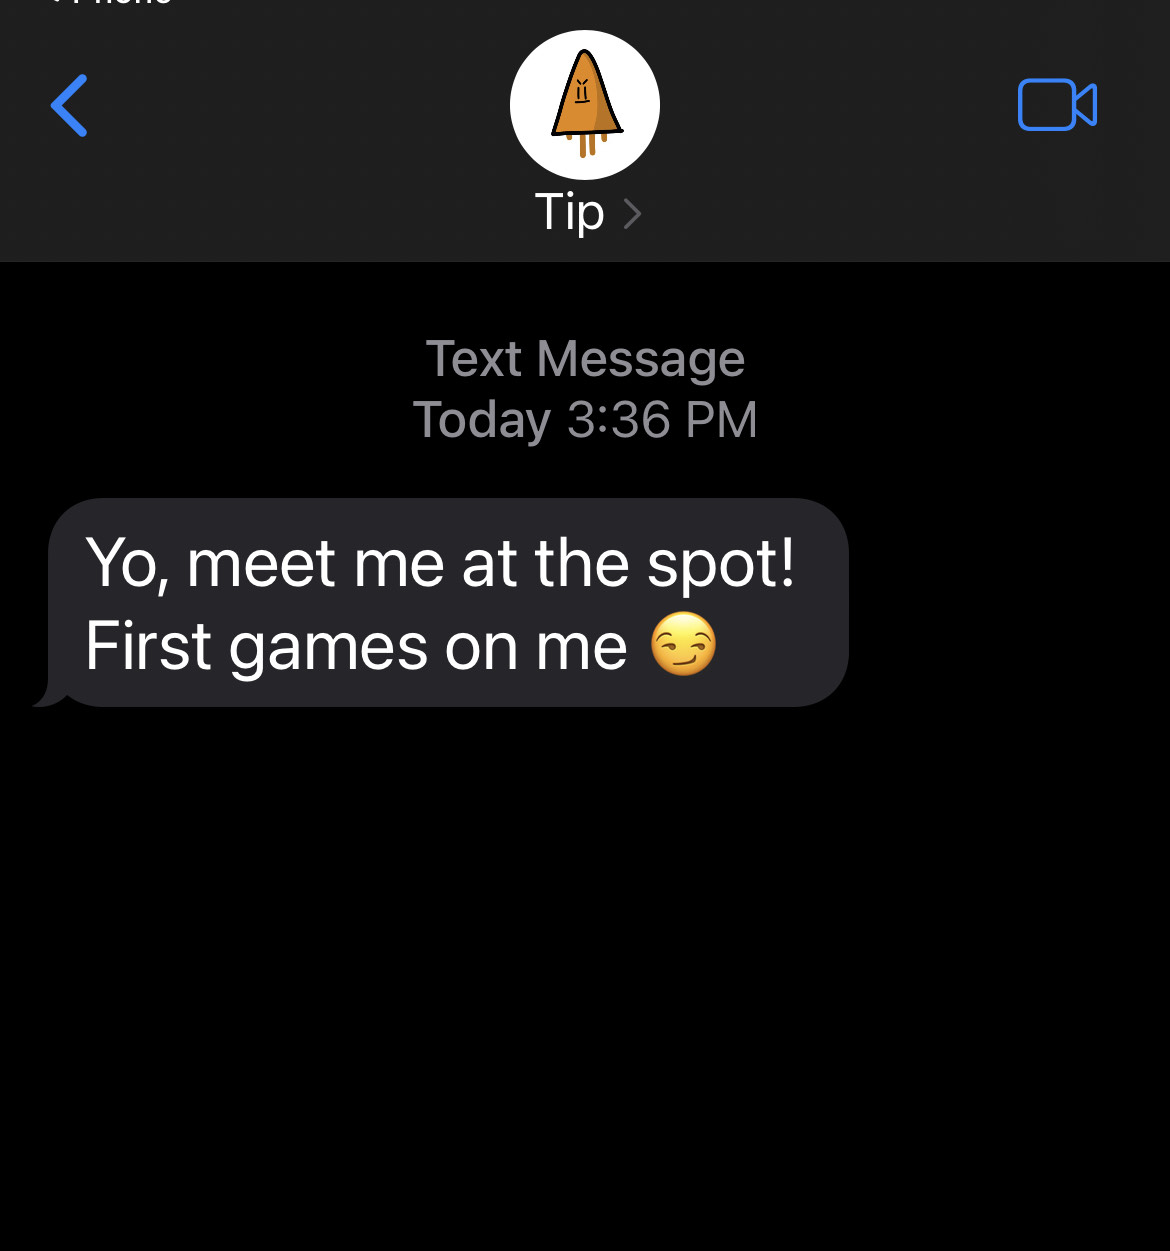 Tip
Text Message
Today 3:36 PM
Yo, meet me at the spot!
First games on me 😏